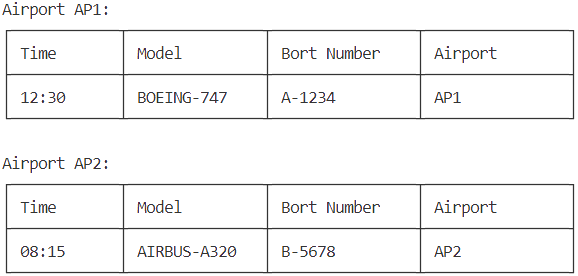 Airport AP1:
Time Model Bort Number Airport
12:30 BOEING-747 A-1234 AP1
Airport AP2:
Time Model Bort Number Airport
08:15 AIRBUS-A320 B-5678 AP2